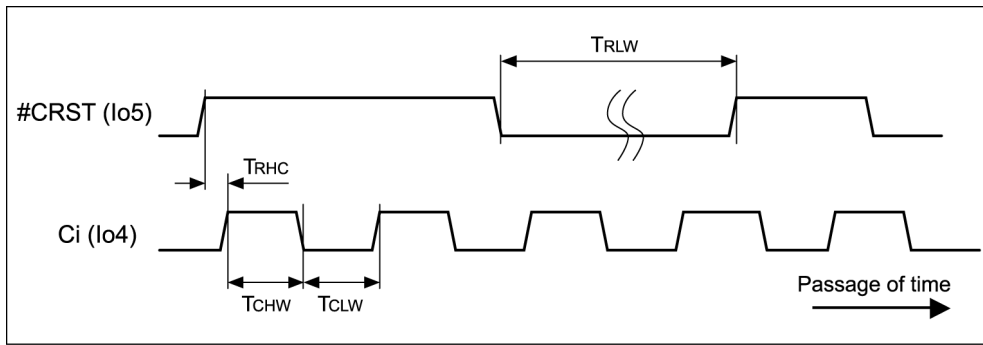 TRLW
#CRST (Io5)
TRHC
Ci (Io4)
TCHW
TCLW
Passage of time